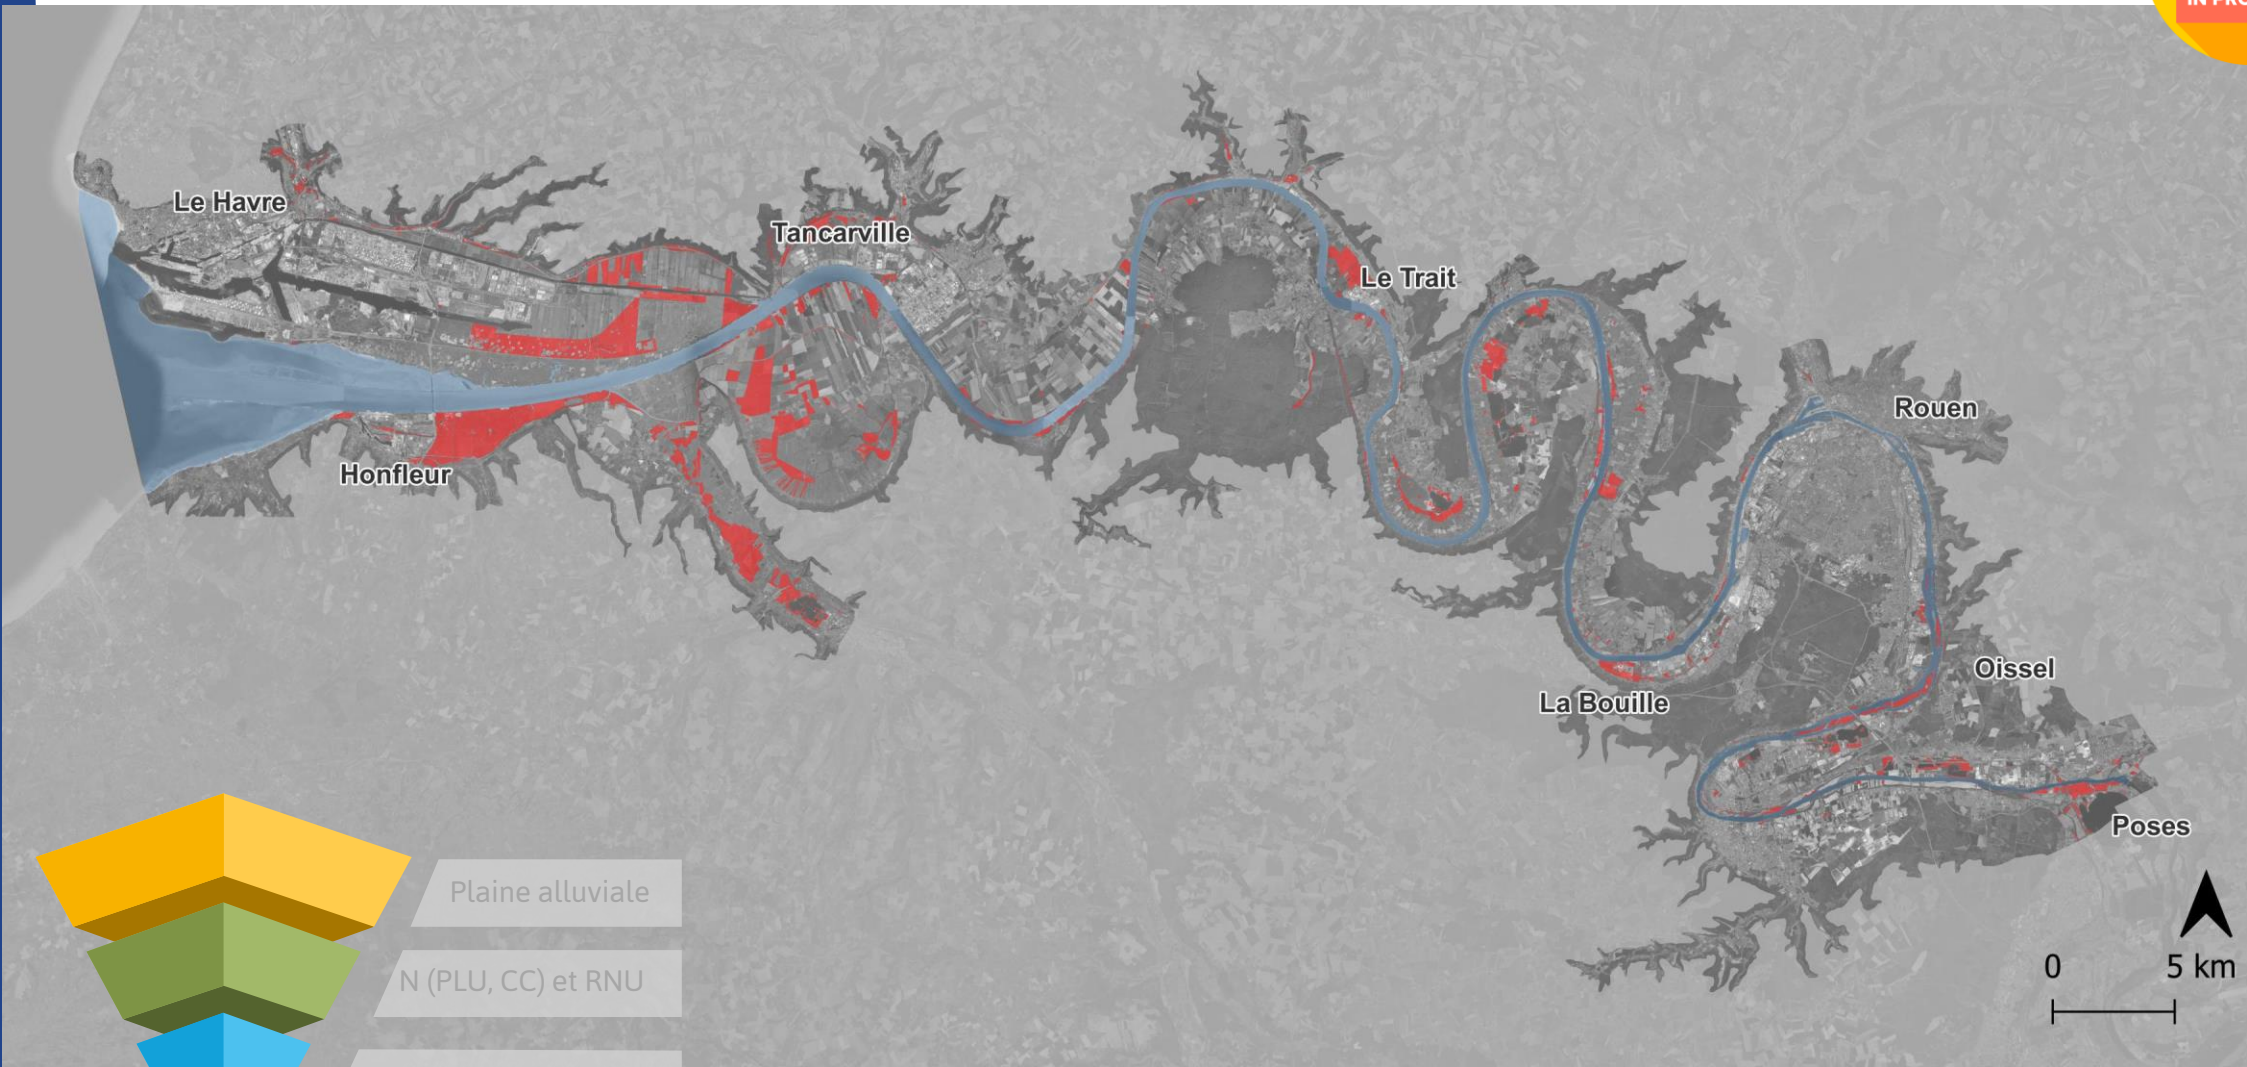 Le Havre
Tancarville
Le Trait
Rouen
Honfleur
Oissel
La Bouille
Poses
Plaine alluviale
N (PLU, CC) et RNU
0 5 km